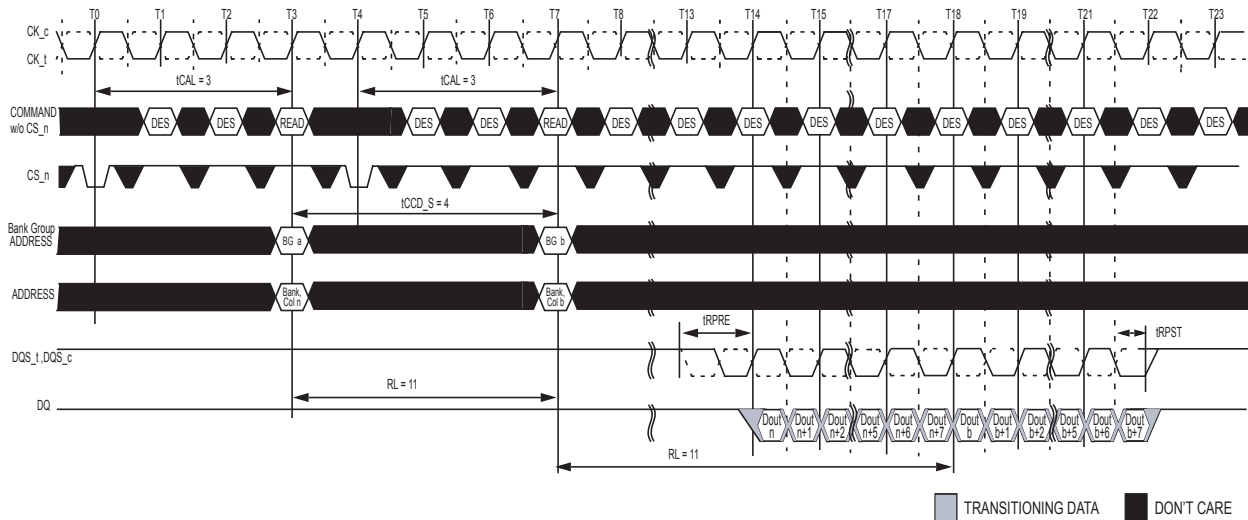 T0 T1 T2 T3 T4 T5 T6 T7 T8 T13 T14 T15 T17 T18 T19 T21 T22 T23
CK_c
CK_t
tCAL = 3 tCAL = 3
COMMAND
w/o CS_n
DES DES READ DES DES READ DES DES DES DES DES DES DES DES DES DES
CS_n
tCCD_S = 4
Bank Group
ADDRESS
BG a BG b
ADDRESS
Bank, Bank,
Col n Col b
tRPRE tRPST
DQS_t ,DQS_c
RL = 11
DQ
Dout Dout Dout Dout Dout Dout Dout Dout Dout Dout Dout Dout
n n+1 n+2 n+5 n+6 n+7 b b+1 b+2 b+5 b+6 b+7
RL = 11
TRANSITIONING DATA DON'T CARE